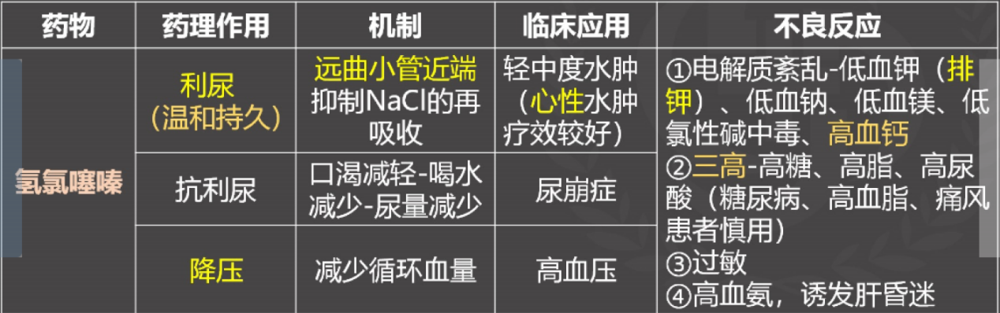 药物
药理作用
机制
临床应用
不良反应
氢氯噻嗪
利尿
（温和持久）
远曲小管近端
抑制NaCl的再
吸收
轻中度水肿
（心性水肿
疗效较好）
抗利尿
口渴减轻-喝水
减少-尿量减少
尿崩症
降压
减少循环血量
高血压
①电解质紊乱-低血钾（排
钾）、低血钠、低血镁、低
氯性碱中毒、高血钙
②三高-高糖、高脂、高尿
酸（糖尿病、高血脂、痛风
患者慎用）
③过敏
④高血氨，诱发肝昏迷